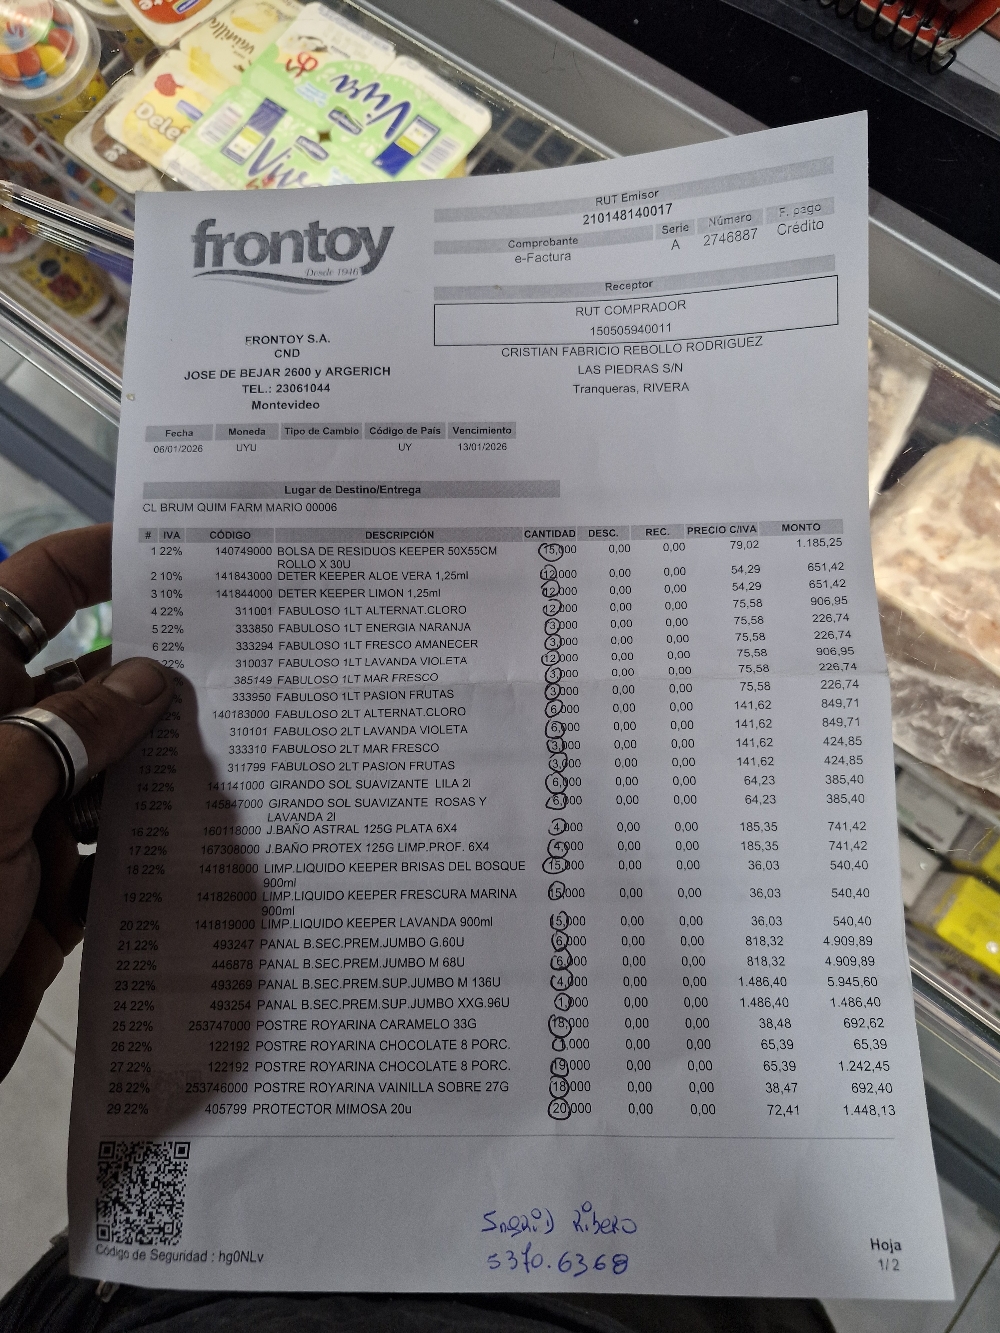 Viva
Viva
Delei
vainilla
frontoy
Desde 1946
RUT Emisor
210148140017
Comprobante Serie Número F. pago
e-Factura A 2746887 Crédito
Receptor
RUT COMPRADOR
150505940011
CRISTIAN FABRICIO REBOLLO RODRIGUEZ
LAS PIEDRAS S/N
Tranqueras, RIVERA
FRONTOY S.A.
CND
JOSE DE BEJAR 2600 y ARGERICH
TEL.: 23061044
Montevideo
Fecha Moneda Tipo de Cambio Código de País Vencimiento
06/01/2026 UYU UY 13/01/2026
Lugar de Destino/Entrega
CL BRUM QUIM FARM MARIO 00006
# IVA CÓDIGO DESCRIPCIÓN CANTIDAD DESC. REC. PRECIO C/IVA MONTO
1 22% 140749000 BOLSA DE RESIDUOS KEEPER 50X55CM 15,000 0,00 0,00 79,02 1.185,25
ROLLO X 30U
2 10% 141843000 DETER KEEPER ALOE VERA 1,25ml 12,000 0,00 0,00 54,29 651,42
3 10% 141844000 DETER KEEPER LIMON 1,25ml 12,000 0,00 0,00 54,29 651,42
4 22% 311001 FABULOSO 1LT ALTERNAT.CLORO 12,000 0,00 0,00 75,58 906,95
5 22% 333850 FABULOSO 1LT ENERGIA NARANJA 3,000 0,00 0,00 75,58 226,74
6 22% 333294 FABULOSO 1LT FRESCO AMANECER 3,000 0,00 0,00 75,58 226,74
22% 310037 FABULOSO 1LT LAVANDA VIOLETA 12,000 0,00 0,00 75,58 906,95
385149 FABULOSO 1LT MAR FRESCO 3,000 0,00 0,00 75,58 226,74
333950 FABULOSO 1LT PASION FRUTAS 3,000 0,00 0,00 75,58 226,74
22% 140183000 FABULOSO 2LT ALTERNAT.CLORO 6,000 0,00 0,00 141,62 849,71
22% 310101 FABULOSO 2LT LAVANDA VIOLETA 6,000 0,00 0,00 141,62 849,71
12 22% 333310 FABULOSO 2LT MAR FRESCO 3,000 0,00 0,00 141,62 424,85
13 22% 311799 FABULOSO 2LT PASION FRUTAS 3,000 0,00 0,00 141,62 424,85
14 22% 141141000 GIRANDO SOL SUAVIZANTE LILA 2l 6,000 0,00 0,00 64,23 385,40
15 22% 145847000 GIRANDO SOL SUAVIZANTE ROSAS Y 6,000 0,00 0,00 64,23 385,40
LAVANDA 2l
16 22% 160118000 J.BAÑO ASTRAL 125G PLATA 6X4 4,000 0,00 0,00 185,35 741,42
17 22% 167308000 J.BAÑO PROTEX 125G LIMP.PROF. 6X4 4,000 0,00 0,00 185,35 741,42
18 22% 141818000 LIMP.LIQUIDO KEEPER BRISAS DEL BOSQUE 15,000 0,00 0,00 36,03 540,40
900ml
19 22% 141826000 LIMP.LIQUIDO KEEPER FRESCURA MARINA 15,000 0,00 0,00 36,03 540,40
900ml
20 22% 141819000 LIMP.LIQUIDO KEEPER LAVANDA 900ml 15,000 0,00 0,00 36,03 540,40
21 22% 493247 PANAL B.SEC.PREM.JUMBO G.60U 6,000 0,00 0,00 818,32 4.909,89
22 22% 446878 PANAL B.SEC.PREM.JUMBO M 68U 6,000 0,00 0,00 818,32 4.909,89
23 22% 493269 PANAL B.SEC.PREM.SUP.JUMBO M 136U 4,000 0,00 0,00 1.486,40 5.945,60
24 22% 493254 PANAL B.SEC.PREM.SUP.JUMBO XXG.96U 1,000 0,00 0,00 1.486,40 1.486,40
25 22% 253747000 POSTRE ROYARINA CARAMELO 33G 18,000 0,00 0,00 38,48 692,62
26 22% 122192 POSTRE ROYARINA CHOCOLATE 8 PORC. 1,000 0,00 0,00 65,39 65,39
27 22% 122192 POSTRE ROYARINA CHOCOLATE 8 PORC. 19,000 0,00 0,00 65,39 1.242,45
28 22% 253746000 POSTRE ROYARINA VAINILLA SOBRE 27G 18,000 0,00 0,00 38,47 692,40
29 22% 405799 PROTECTOR MIMOSA 20u 20,000 0,00 0,00 72,41 1.448,13
Código de Seguridad : hg0NLv
Ingrid Ribero
5370.6368
Hoja
1/2